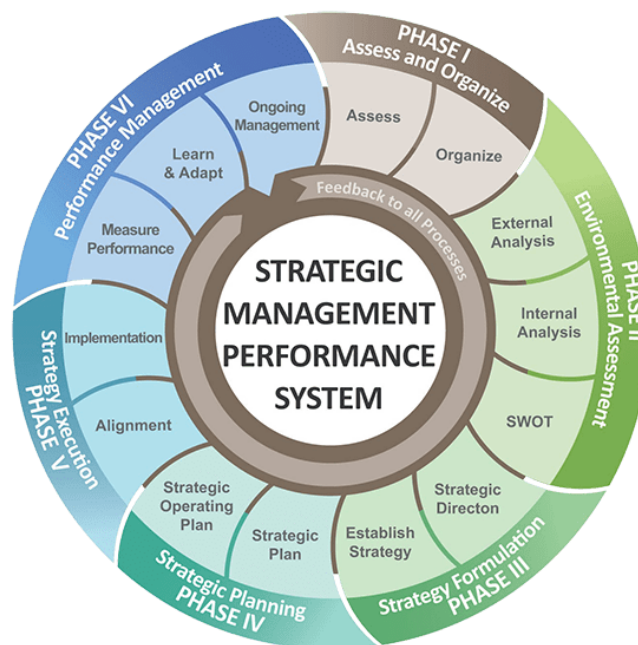 STRATEGIC
MANAGEMENT
PERFORMANCE
SYSTEM
Feedback to all Processes
PHASE I
Assess and Organize
Assess
Organize
PHASE II
Environmental Assessment
External
Analysis
Internal
Analysis
SWOT
Strategy Formulation
PHASE III
Strategic
Directon
Establish
Strategy
Strategic Planning
PHASE IV
Strategic
Plan
Strategic
Operating
Plan
Strategy Execution
PHASE V
Alignment
Implementation
PHASE VI
Performance Management
Measure
Performance
Learn
& Adapt
Ongoing
Management